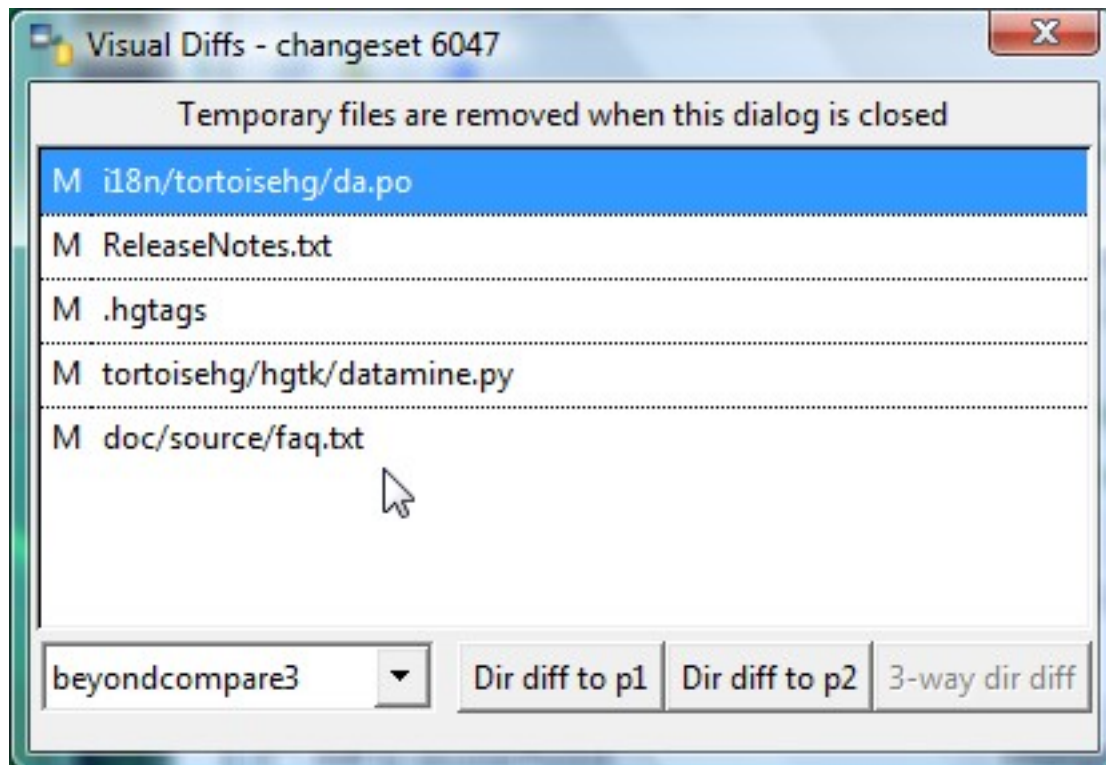 Visual Diffs - changeset 6047
Temporary files are removed when this dialog is closed
M i18n/tortoisehg/da.po
M ReleaseNotes.txt
M .hgtags
M tortoisehg/hgtk/datamine.py
M doc/source/faq.txt
beyondcompare3 Dir diff to p1 Dir diff to p2 3-way dir diff